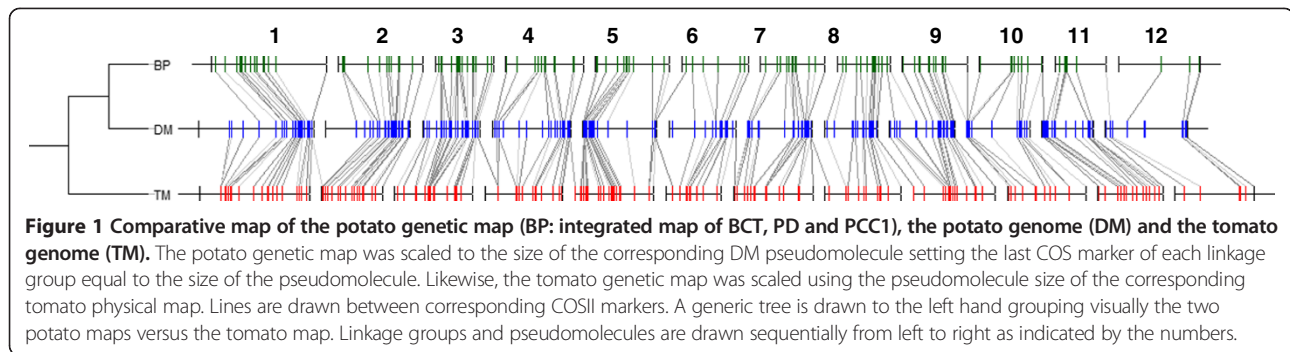 1 2 3 4 5 6 7 8 9 10 11 12
BP
DM
TM
Figure 1 Comparative map of the potato genetic map (BP: integrated map of BCT, PD and PCC1), the potato genome (DM) and the tomato
genome (TM). The potato genetic map was scaled to the size of the corresponding DM pseudomolecule setting the last COS marker of each linkage
group equal to the size of the pseudomolecule. Likewise, the tomato genetic map was scaled using the pseudomolecule size of the corresponding
tomato physical map. Lines are drawn between corresponding COSII markers. A generic tree is drawn to the left hand grouping visually the two
potato maps versus the tomato map. Linkage groups and pseudomolecules are drawn sequentially from left to right as indicated by the numbers.